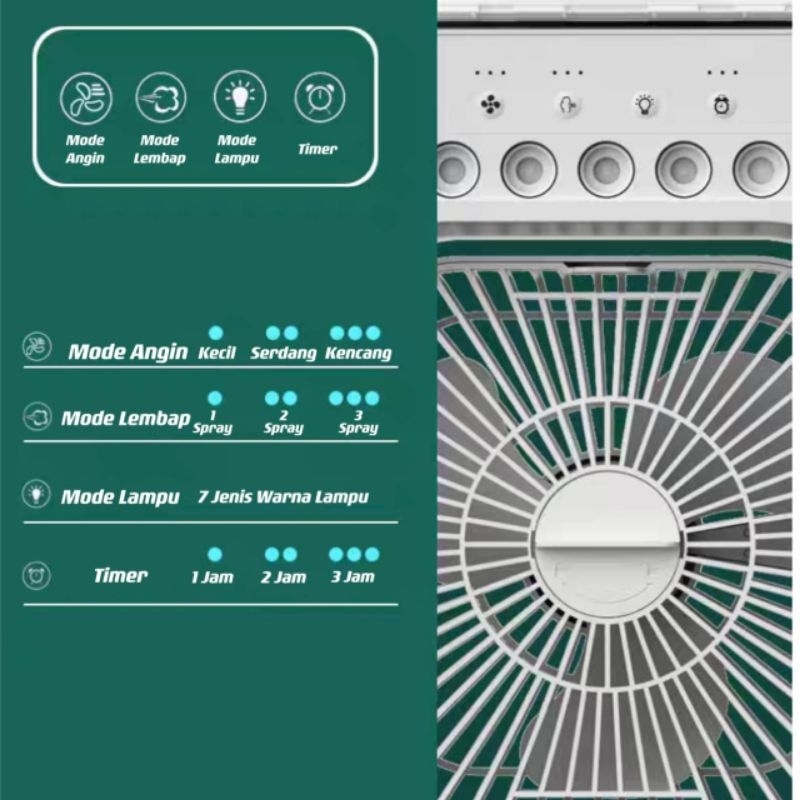 Mode Angin
Mode Lembap
Mode Lampu
Timer
Mode Angin Kecil Serdang Kencang
Mode Lembap 1 Spray 2 Spray 3 Spray
Mode Lampu 7 Jenis Warna Lampu
Timer 1 Jam 2 Jam 3 Jam